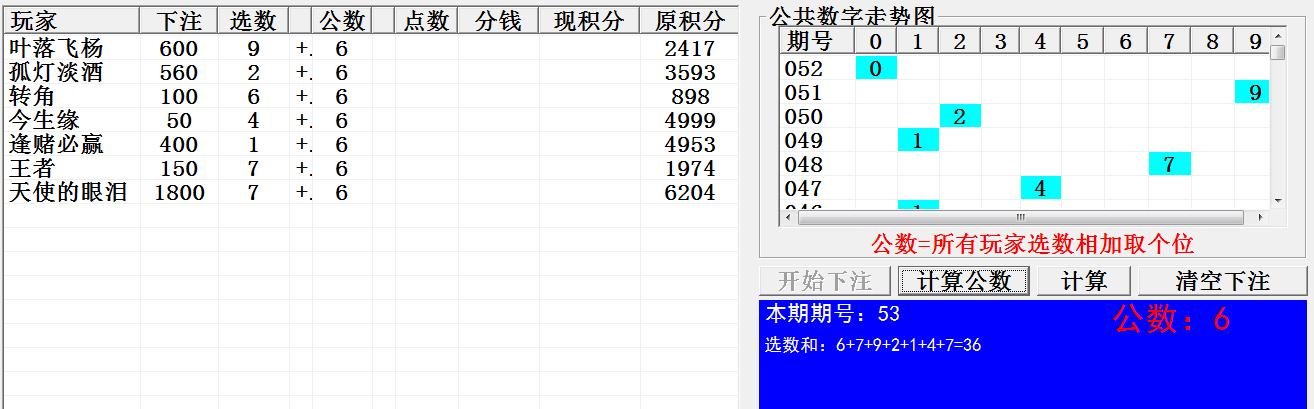 玩家 下注 选数 公数 点数 分钱 现积分 原积分
叶落飞杨 600 9 +. 6 2417
孤灯淡酒 560 2 +. 6 3593
转角 100 6 +. 6 898
今生缘 50 4 +. 6 4999
逢赌必赢 400 1 +. 6 4953
王者 150 7 +. 6 1974
天使的眼泪 1800 7 +. 6 6204
公共数字走势图
期号 0 1 2 3 4 5 6 7 8 9
052 0
051 9
050 2
049 1
048 7
047 4
046 1
公数=所有玩家选数相加取个位
开始下注 计算公数 计算 清空下注
本期期号：53 公数：6
选数和：6+7+9+2+1+4+7=36